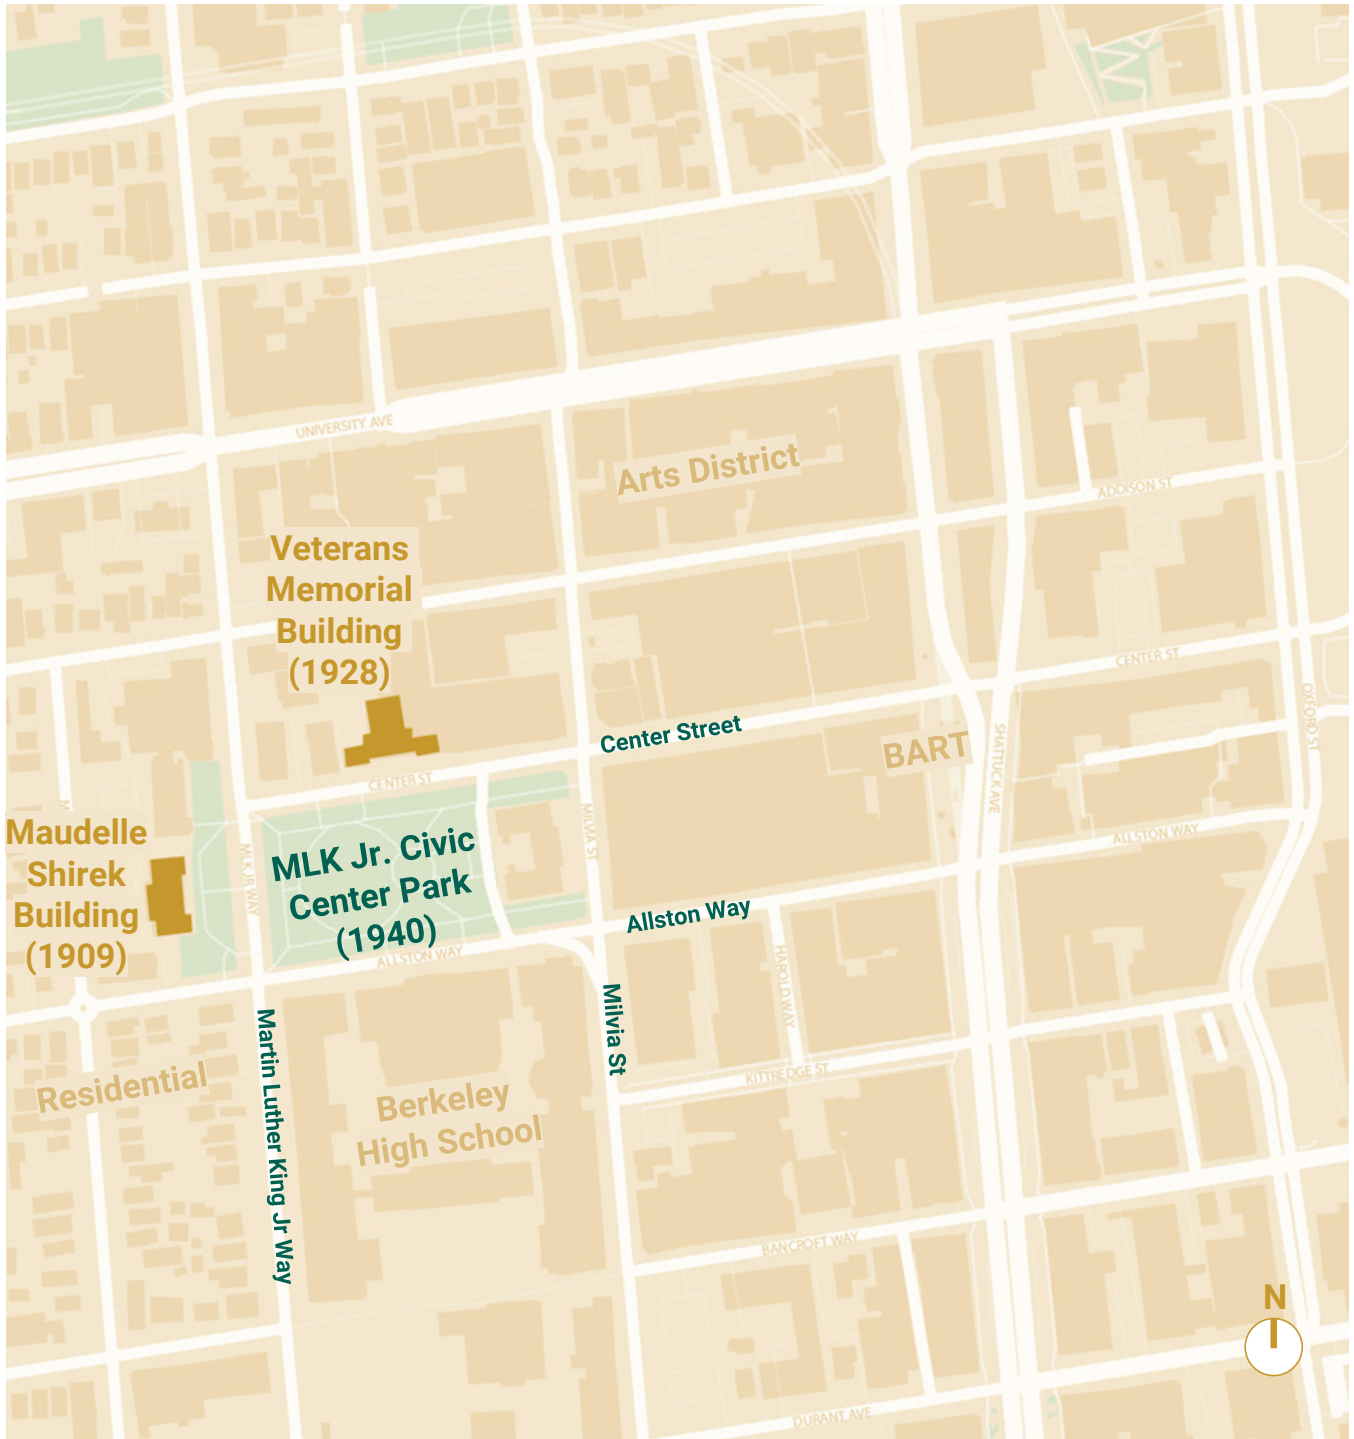 UNIVERSITY AVE
Arts District
ADDISON ST
Veterans
Memorial
Building
(1928)
CENTER ST
Center Street
BART
SHATTUCK AVE
OXFORD ST
CENTER ST
MILVIA ST
M
Maudelle
Shirek
Building
(1909)
MLK JR WAY
MLK Jr. Civic
Center Park
(1940)
ALLSTON WAY
Allston Way
ALLSTON WAY
HAROLD WAY
Milvia St
Martin Luther King Jr Way
Residential
Berkeley
High School
KITTREDGE ST
BANCROFT WAY
N
DURANT AVE